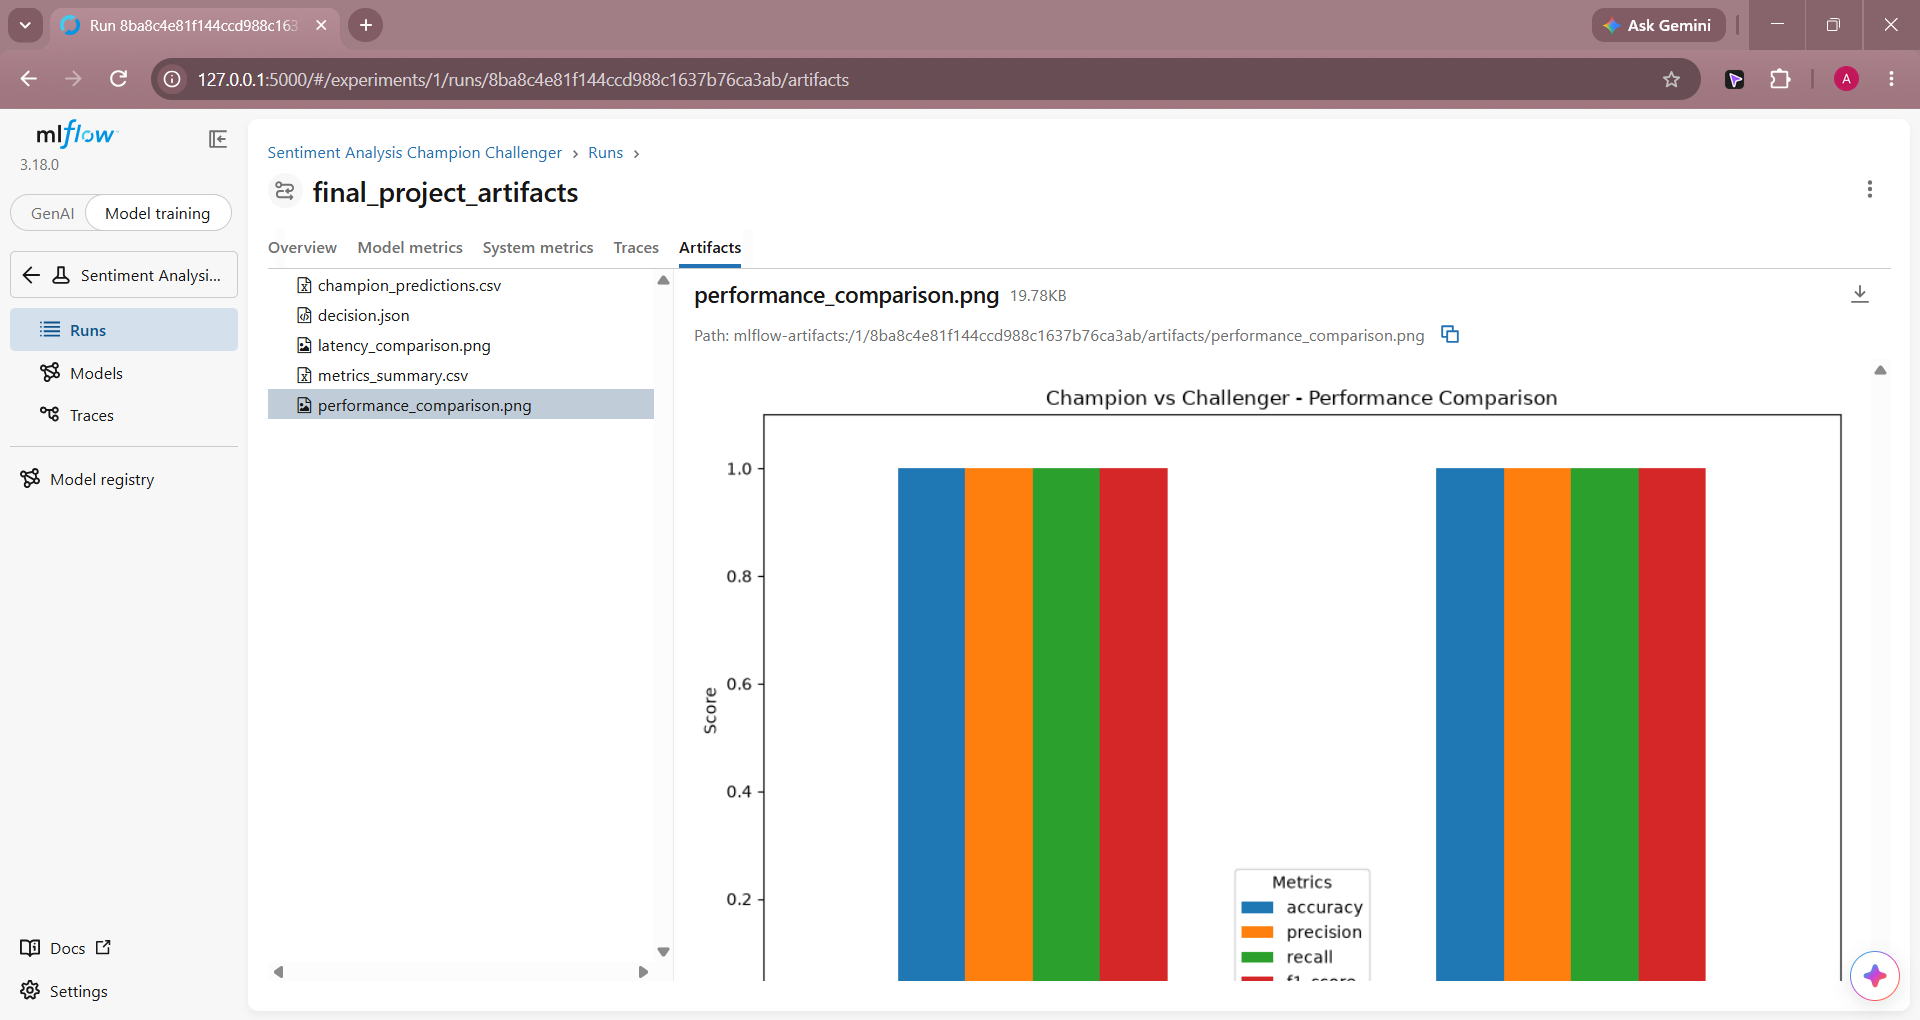 Run 8ba8c4e81f144ccd988c163
Ask Gemini
127.0.0.1:5000/#/experiments/1/runs/8ba8c4e81f144ccd988c1637b76ca3ab/artifacts
A
mlflow
3.18.0
GenAI
Model training
Sentiment Analysi...
Runs
Models
Traces
Model registry
Docs
Settings
Sentiment Analysis Champion Challenger › Runs ›
final_project_artifacts
Overview Model metrics System metrics Traces Artifacts
champion_predictions.csv
decision.json
latency_comparison.png
metrics_summary.csv
performance_comparison.png
performance_comparison.png 19.78KB
Path: mlflow-artifacts:/1/8ba8c4e81f144ccd988c1637b76ca3ab/artifacts/performance_comparison.png
Champion vs Challenger - Performance Comparison
1.0
0.8
0.6
0.4
0.2
Score
Metrics
accuracy
precision
recall
f1_score